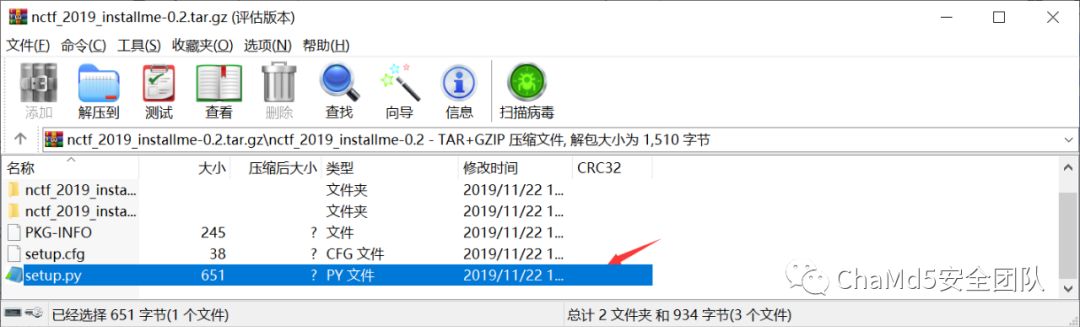 nctf_2019_installme-0.2.tar.gz (评估版本)
文件(F) 命令(C) 工具(S) 收藏夹(O) 选项(N) 帮助(H)
添加 解压到 测试 查看 删除 查找 向导 信息 扫描病毒
nctf_2019_installme-0.2.tar.gz\nctf_2019_installme-0.2 - TAR+GZIP 压缩文件, 解包大小为 1,510 字节
名称 大小 压缩后大小 类型 修改时间 CRC32
nctf_2019_insta... 文件夹 2019/11/22 1...
nctf_2019_insta... 文件夹 2019/11/22 1...
PKG-INFO 245 ? 文件 2019/11/22 1...
setup.cfg 38 ? CFG 文件 2019/11/22 1...
setup.py 651 ? PY 文件 2019/11/22 1...
ChaMd5安全团队
已经选择 651 字节(1 个文件) 总计 2 文件夹 和 934 字节(3 个文件)